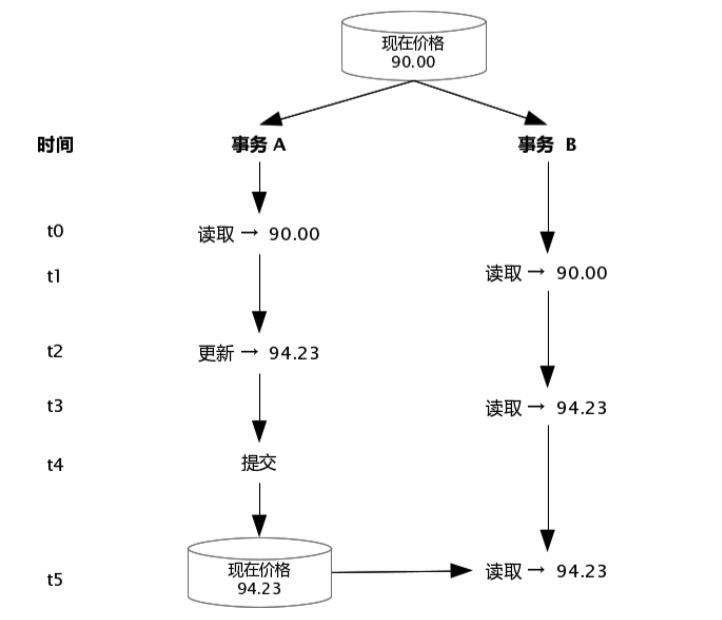 现在价格
90.00
时间 事务 A 事务 B
t0 读取 → 90.00
t1 读取 → 90.00
t2 更新 → 94.23
t3 读取 → 94.23
t4 提交
现在价格
94.23
t5 读取 → 94.23